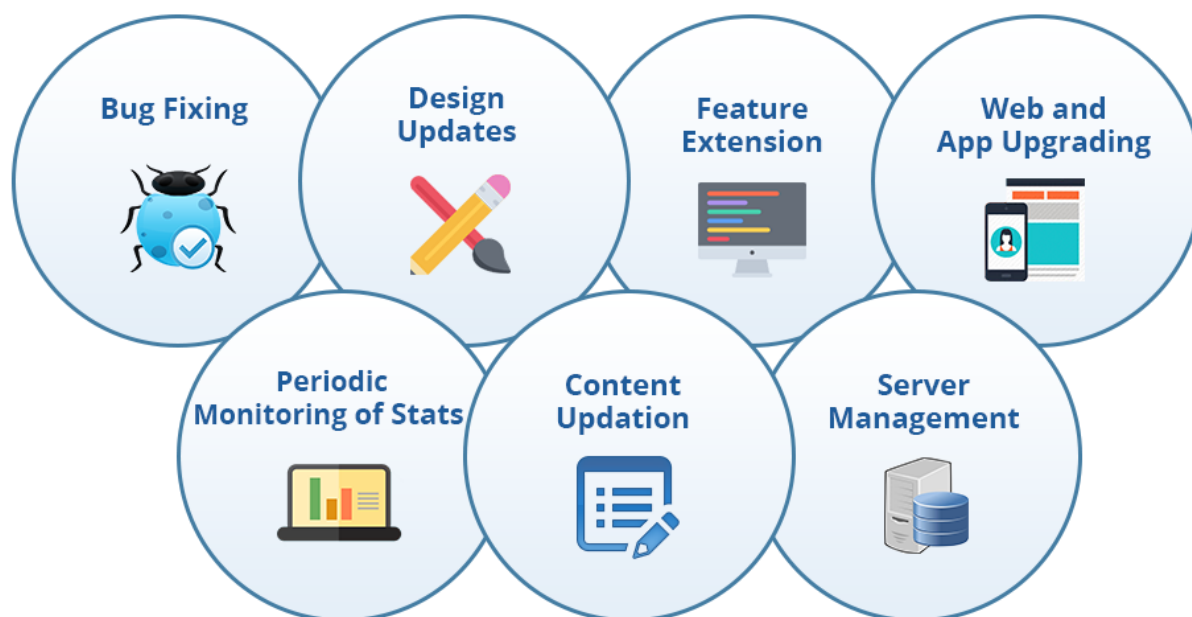 Bug Fixing
Design
Updates
Feature
Extension
Web and
App Upgrading
Periodic
Monitoring of Stats
Content
Updation
Server
Management